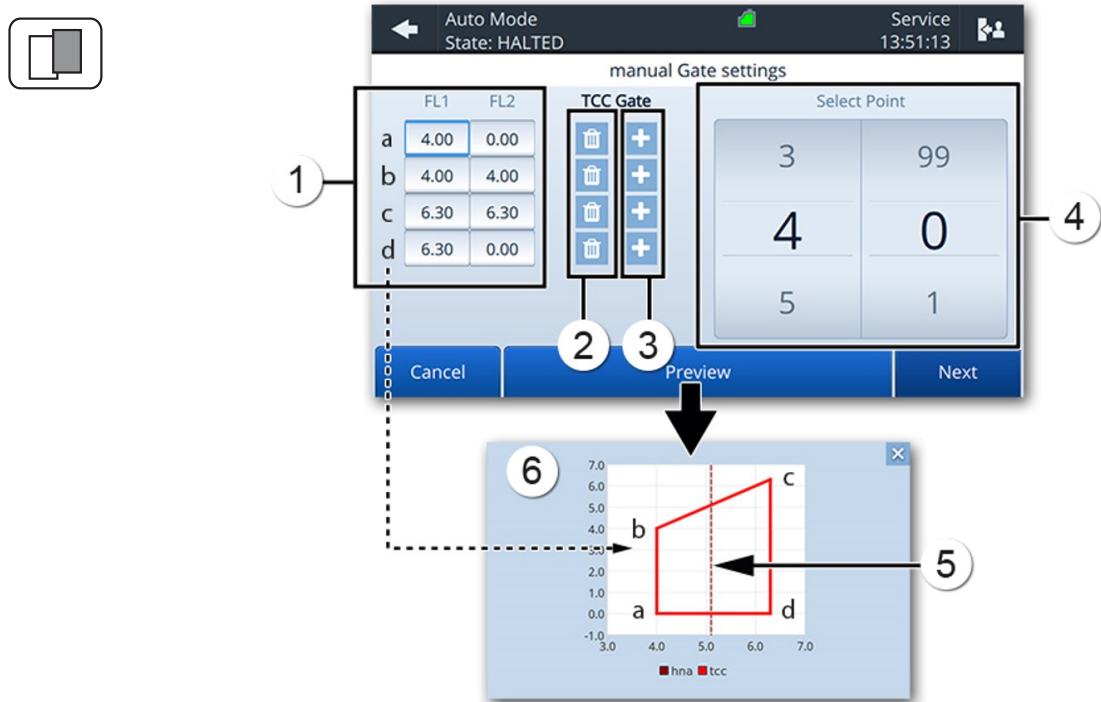 Auto Mode
State: HALTED
Service
13:51:13
manual Gate settings
FL1 FL2
TCC Gate
Select Point
a 4.00 0.00
b 4.00 4.00
c 6.30 6.30
d 6.30 0.00
3 99
4 0
5 1
1
2
3
4
Cancel
Preview
Next
6
7.0
6.0
5.0
4.0
3.0
2.0
1.0
0.0
-1.0
3.0 4.0 5.0 6.0 7.0
b
c
a
d
5
hna tcc